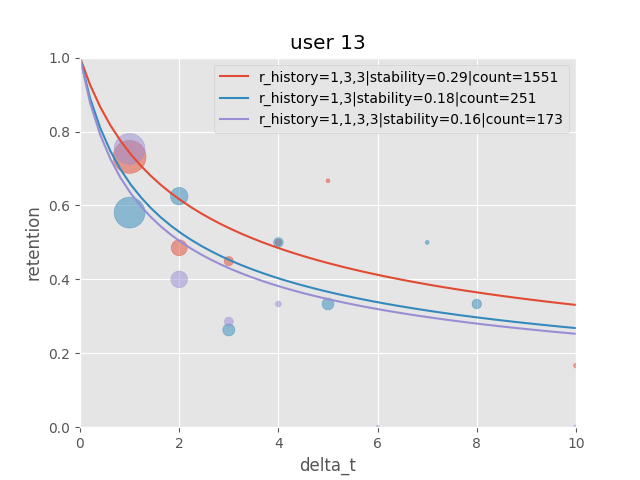 user 13
r_history=1,3,3|stability=0.29|count=1551
r_history=1,3|stability=0.18|count=251
r_history=1,1,3,3|stability=0.16|count=173
retention
1.0
0.8
0.6
0.4
0.2
0.0
0 2 4 6 8 10
delta_t